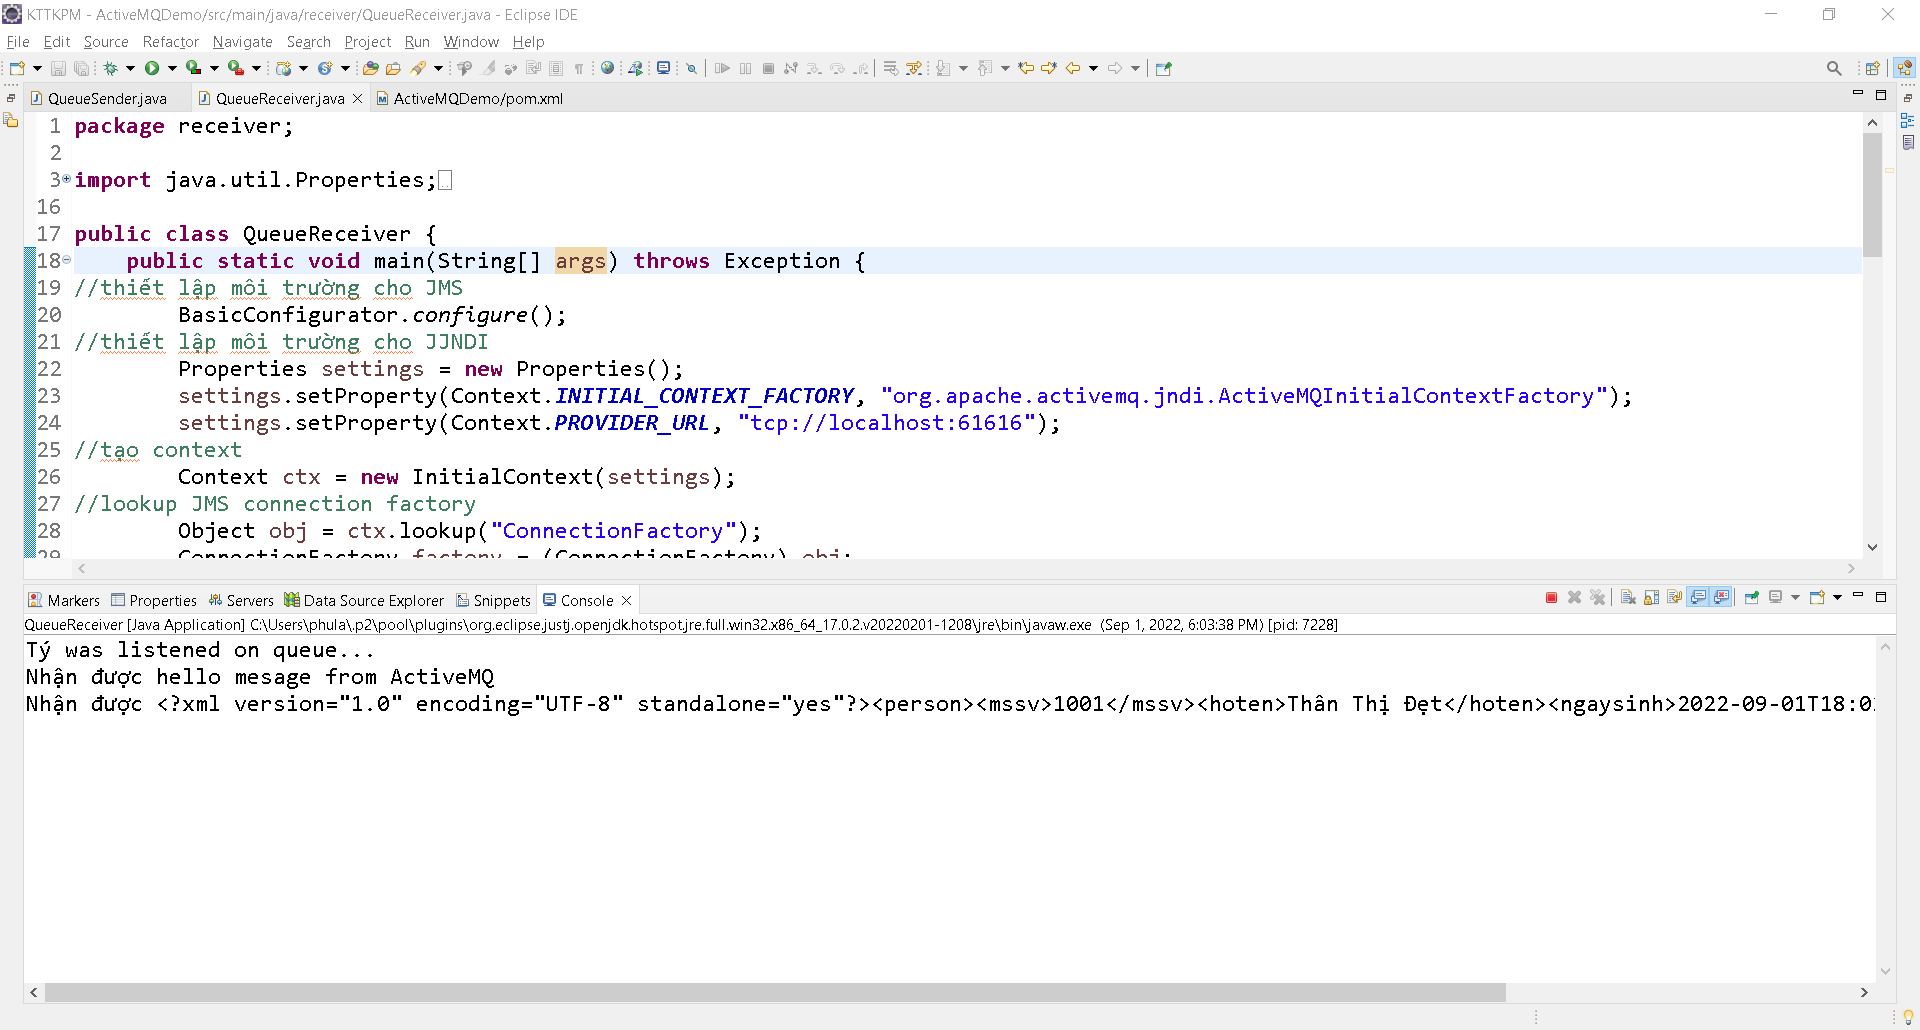 KTTKPM - ActiveMQDemo/src/main/java/receiver/QueueReceiver.java - Eclipse IDE
File Edit Source Refactor Navigate Search Project Run Window Help
QueueSender.java QueueReceiver.java ActiveMQDemo/pom.xml
1 package receiver;
2
3 import java.util.Properties;
16
17 public class QueueReceiver {
18 public static void main(String[] args) throws Exception {
19 //thiết lập môi trường cho JMS
20 BasicConfigurator.configure();
21 //thiết lập môi trường cho JJNDI
22 Properties settings = new Properties();
23 settings.setProperty(Context.INITIAL_CONTEXT_FACTORY, "org.apache.activemq.jndi.ActiveMQInitialContextFactory");
24 settings.setProperty(Context.PROVIDER_URL, "tcp://localhost:61616");
25 //tạo context
26 Context ctx = new InitialContext(settings);
27 //lookup JMS connection factory
28 Object obj = ctx.lookup("ConnectionFactory");
29 ConnectionFactory factory = (ConnectionFactory) obj;
Markers Properties Servers Data Source Explorer Snippets Console
QueueReceiver [Java Application] C:\Users\phula\.p2\pool\plugins\org.eclipse.justj.openjdk.hotspot.jre.full.win32.x86_64_17.0.2.v20220201-1208\jre\bin\javaw.exe (Sep 1, 2022, 6:03:38 PM) [pid: 7228]
Tý was listened on queue...
Nhận được hello mesage from ActiveMQ
Nhận được <?xml version="1.0" encoding="UTF-8" standalone="yes"?><person><mssv>1001</mssv><hoten>Thân Thị Đẹt</hoten><ngaysinh>2022-09-01T18:0